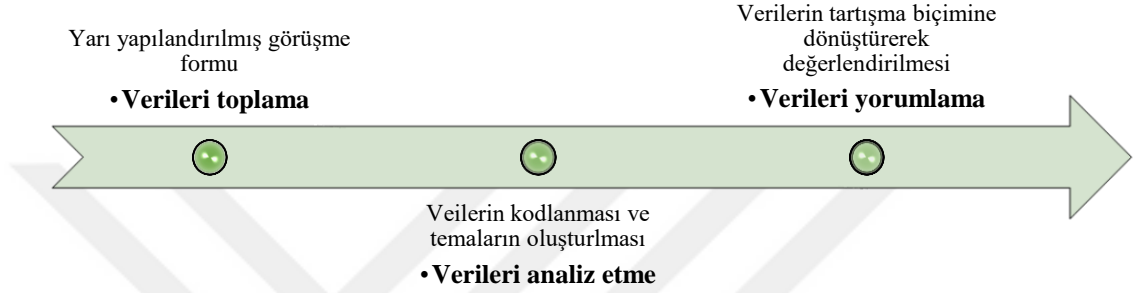 Yarı yapılandırılmış görüşme
formu
•Verileri toplama
Veilerin kodlanması ve
temaların oluşturlması
•Verileri analiz etme
Verilerin tartışma biçimine
dönüştürerek
değerlendirilmesi
•Verileri yorumlama